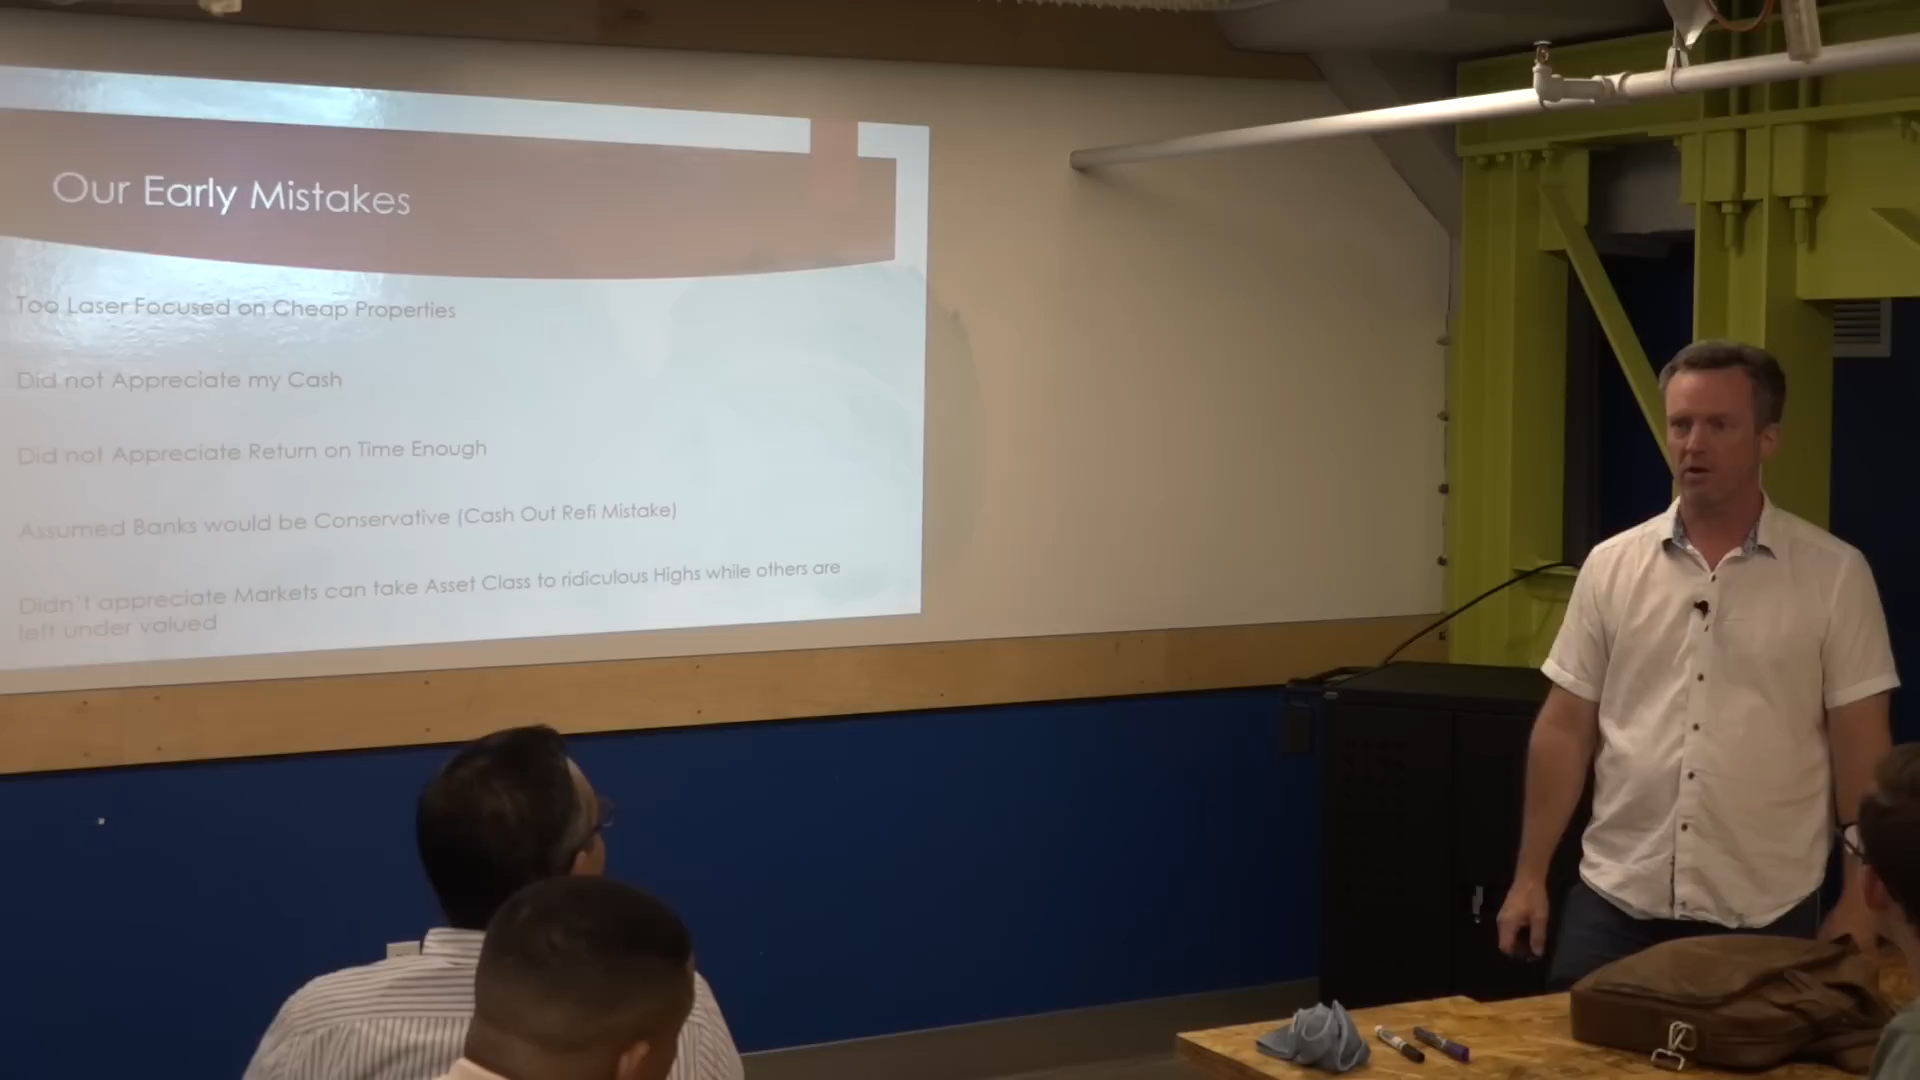 Our Early Mistakes
Too Laser Focused on Cheap Properties
Did not Appreciate my Cash
Did not Appreciate Return on Time Enough
Assumed Banks would be Conservative (Cash Out Refi Mistake)
Didn't appreciate Markets can take Asset Class to ridiculous Highs while others are
left under valued